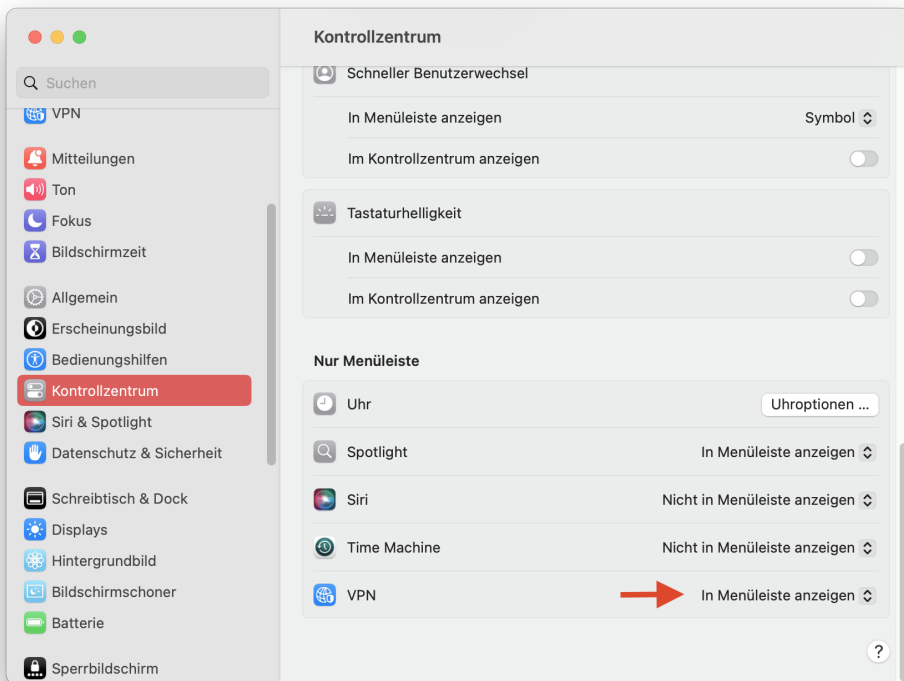 Suchen
VPN
Mitteilungen
Ton
Fokus
Bildschirmzeit
Allgemein
Erscheinungsbild
Bedienungshilfen
Kontrollzentrum
Siri & Spotlight
Datenschutz & Sicherheit
Schreibtisch & Dock
Displays
Hintergrundbild
Bildschirmschoner
Batterie
Sperrbildschirm
Kontrollzentrum
Schneller Benutzerwechsel
In Menüleiste anzeigen Symbol
Im Kontrollzentrum anzeigen
Tastaturhelligkeit
In Menüleiste anzeigen
Im Kontrollzentrum anzeigen
Nur Menüleiste
Uhr Uhroptionen ...
Spotlight In Menüleiste anzeigen
Siri Nicht in Menüleiste anzeigen
Time Machine Nicht in Menüleiste anzeigen
VPN In Menüleiste anzeigen
?